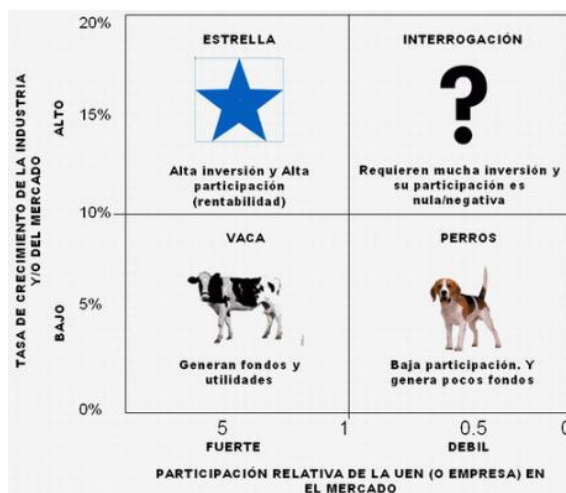 20%
ESTRELLA
INTERROGACIÓN
?
15%
ALTO
Alta inversión y Alta
participación
(rentabilidad)
Requieren mucha inversión y
su participación es
nula/negativa
TASA DE CRECIMIENTO DE LA INDUSTRIA
Y/O DEL MERCADO
10%
VACA
PERROS
5%
BAJO
Generan fondos y
utilidades
Baja participación. Y
genera pocos fondos
0%
5
1
0.5
0
FUERTE
DEBIL
PARTICIPACIÓN RELATIVA DE LA UEN (O EMPRESA) EN
EL MERCADO